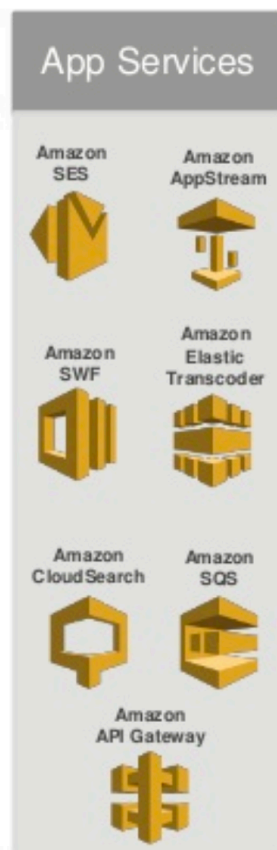 App Services
Amazon
SES
Amazon
AppStream
Amazon
SWF
Amazon
Elastic
Transcoder
Amazon
CloudSearch
Amazon
SQS
Amazon
API Gateway